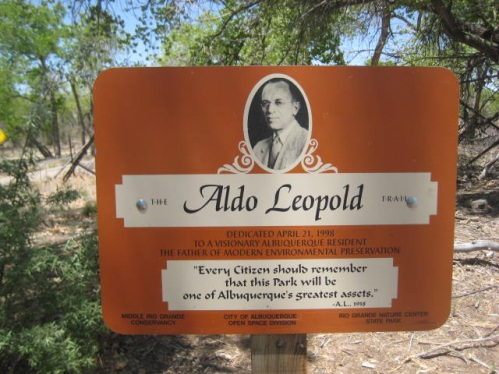 T·H·E Aldo Leopold T·R·A·I·L
DEDICATED APRIL 21, 1998
TO A VISIONARY ALBUQUERQUE RESIDENT
THE FATHER OF MODERN ENVIRONMENTAL PRESERVATION
"Every Citizen should remember
that this Park will be
one of Albuquerque's greatest assets."
-A.L., 1918
MIDDLE RIO GRANDE
CONSERVANCY
CITY OF ALBUQUERQUE
OPEN SPACE DIVISION
RIO GRANDE NATURE CENTER
STATE PARK